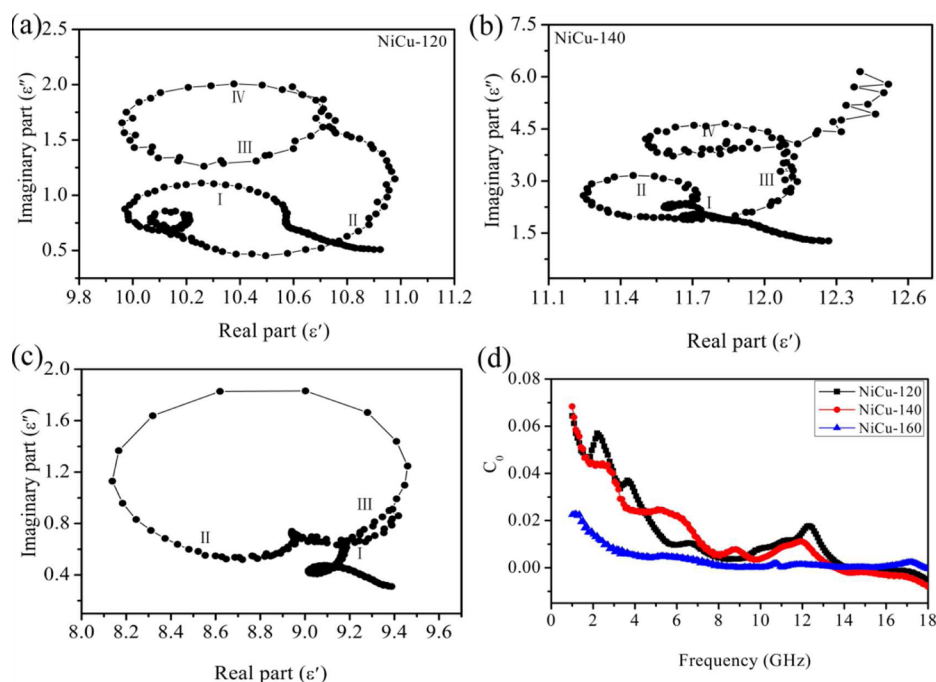 (a)
NiCu-120
2.5
2.0
1.5
1.0
0.5
Imaginary part (ε″)
IV
III
I
II
9.8 10.0 10.2 10.4 10.6 10.8 11.0 11.2
Real part (ε′)
(b)
NiCu-140
7.5
6.0
4.5
3.0
1.5
Imaginary part (ε″)
IV
III
II
I
11.1 11.4 11.7 12.0 12.3 12.6
Real part (ε′)
(c)
2.0
1.6
1.2
0.8
0.4
Imaginary part (ε″)
III
II
I
8.0 8.2 8.4 8.6 8.8 9.0 9.2 9.4 9.6
Real part (ε′)
(d)
0.08
0.06
0.04
0.02
0.00
C0
NiCu-120
NiCu-140
NiCu-160
0 2 4 6 8 10 12 14 16 18
Frequency (GHz)